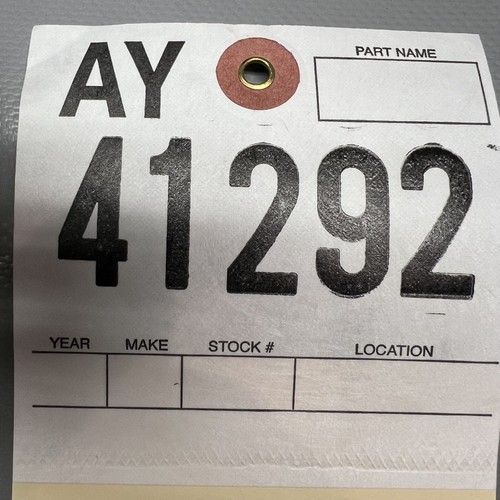 AY
PART NAME
41292
YEAR MAKE STOCK # LOCATION